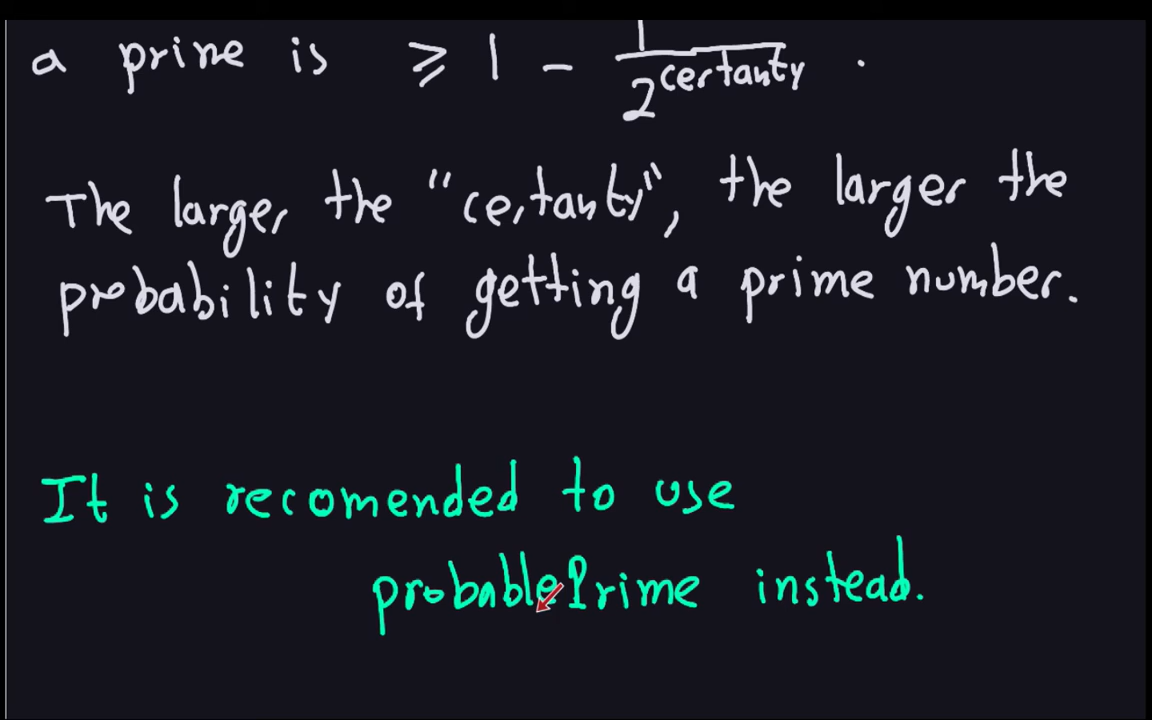 a prime is ≥ 1 - 1/2^certanty .
The larger the "certanty", the larger the
probability of getting a prime number.
It is recomended to use
probablePrime instead.